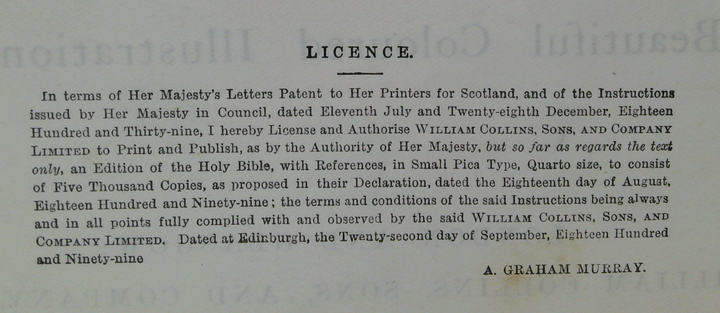 LICENCE.
In terms of Her Majesty's Letters Patent to Her Printers for Scotland, and of the Instructions
issued by Her Majesty in Council, dated Eleventh July and Twenty-eighth December, Eighteen
Hundred and Thirty-nine, I hereby License and Authorise WILLIAM COLLINS, SONS, AND COMPANY
LIMITED to Print and Publish, as by the Authority of Her Majesty, but so far as regards the text
only, an Edition of the Holy Bible, with References, in Small Pica Type, Quarto size, to consist
of Five Thousand Copies, as proposed in their Declaration, dated the Eighteenth day of August,
Eighteen Hundred and Ninety-nine; the terms and conditions of the said Instructions being always
and in all points fully complied with and observed by the said WILLIAM COLLINS, SONS, AND
COMPANY LIMITED. Dated at Edinburgh, the Twenty-second day of September, Eighteen Hundred
and Ninety-nine
A. GRAHAM MURRAY.